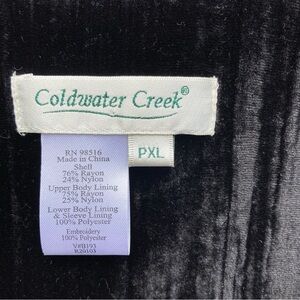 Coldwater Creek®
PXL
RN 98516
Made in China
Shell
76% Rayon
24% Nylon
Upper Body Lining
75% Rayon
25% Nylon
Lower Body Lining
& Sleeve Lining
100% Polyester
Embroidery
100% Polyester